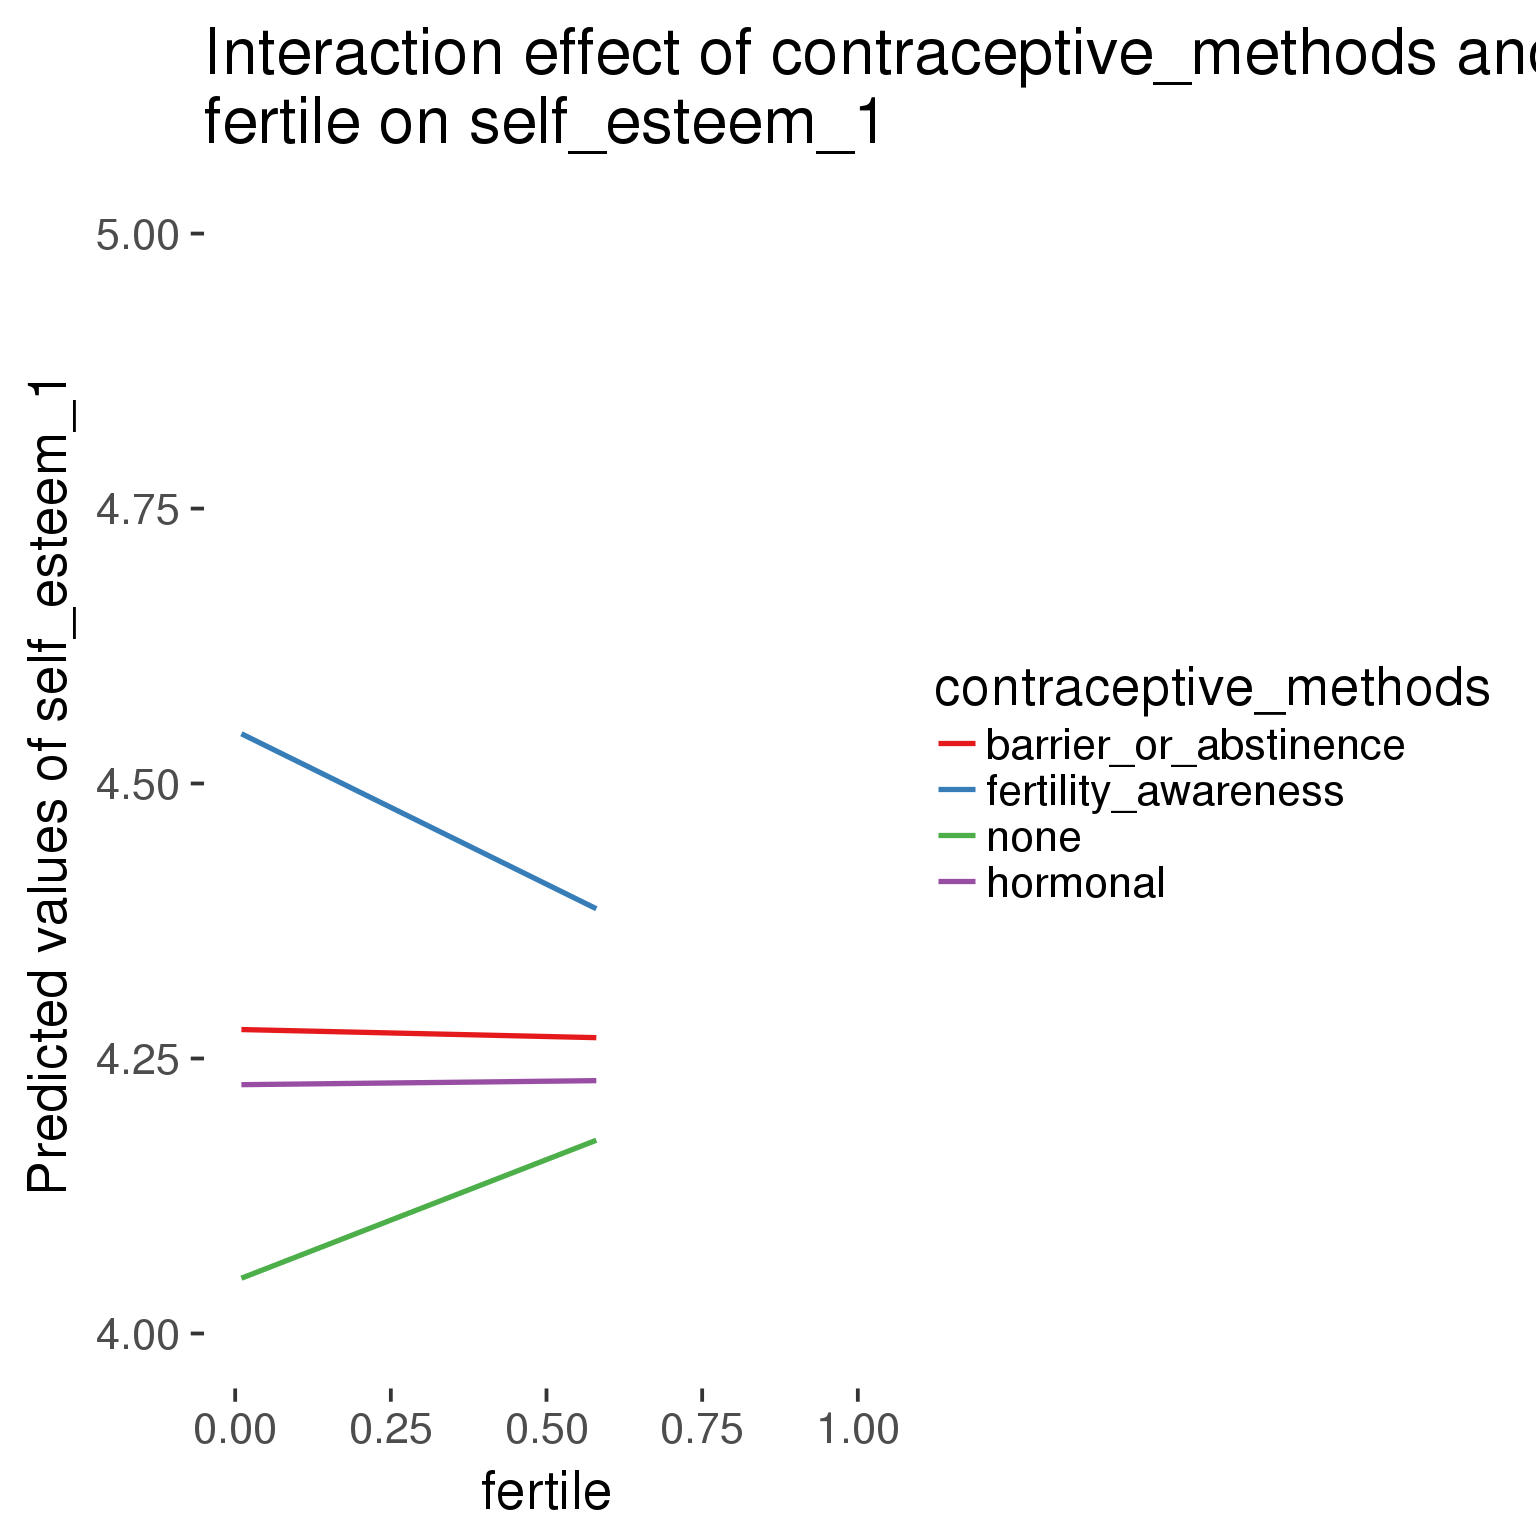 Interaction effect of contraceptive_methods an
fertile on self_esteem_1
Predicted values of self_esteem_1
5.00
4.75
4.50
4.25
4.00
0.00 0.25 0.50 0.75 1.00
fertile
contraceptive_methods
barrier_or_abstinence
fertility_awareness
none
hormonal